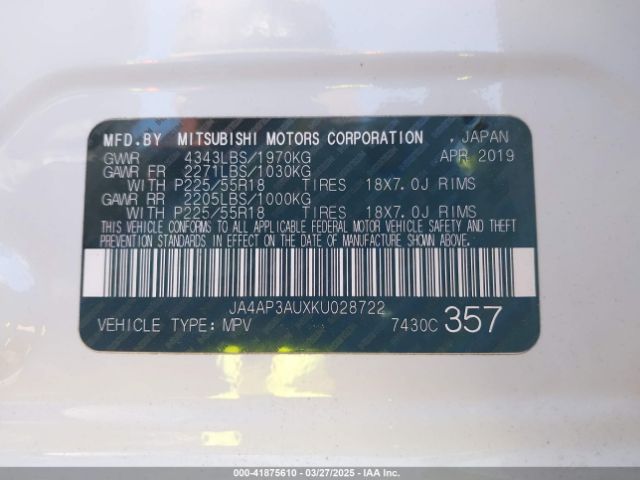 MFD.BY MITSUBISHI MOTORS CORPORATION , JAPAN
GVWR 4343LBS/1970KG APR 2019
GAWR FR 2271LBS/1030KG
WITH P225/55R18 TIRES 18X7.0J RIMS
GAWR RR 2205LBS/1000KG
WITH P225/55R18 TIRES 18X7.0J RIMS
THIS VEHICLE CONFORMS TO ALL APPLICABLE FEDERAL MOTOR VEHICLE SAFETY AND THEFT
PREVENTION STANDARDS IN EFFECT ON THE DATE OF MANUFACTURE SHOWN ABOVE.
JA4AP3AUXKU028722
VEHICLE TYPE: MPV 7430C 357
DW-0-41875610 - 03/27/2025 - IAA Inc.